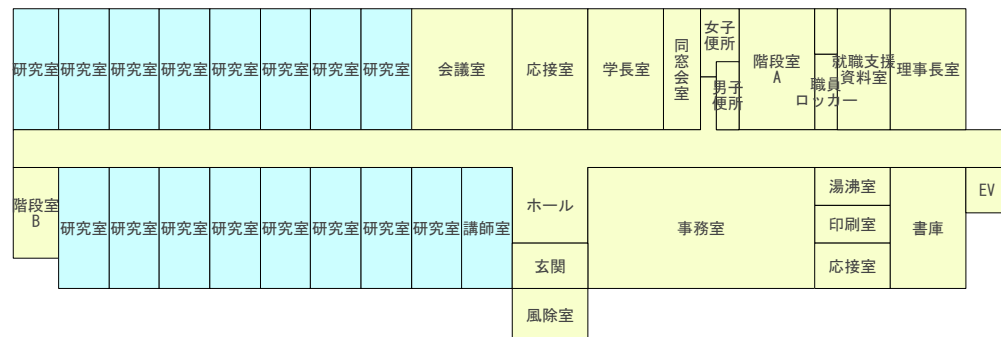 研究室
研究室
研究室
研究室
研究室
研究室
研究室
研究室
会議室
応接室
学長室
同
窓
会
室
女子
便所
男子
便所
階段室
A
職員
ロッカー
就職支援
資料室
理事長室
階段室
B
研究室
研究室
研究室
研究室
研究室
研究室
研究室
研究室
講師室
ホール
玄関
風除室
事務室
湯沸室
印刷室
応接室
書庫
EV